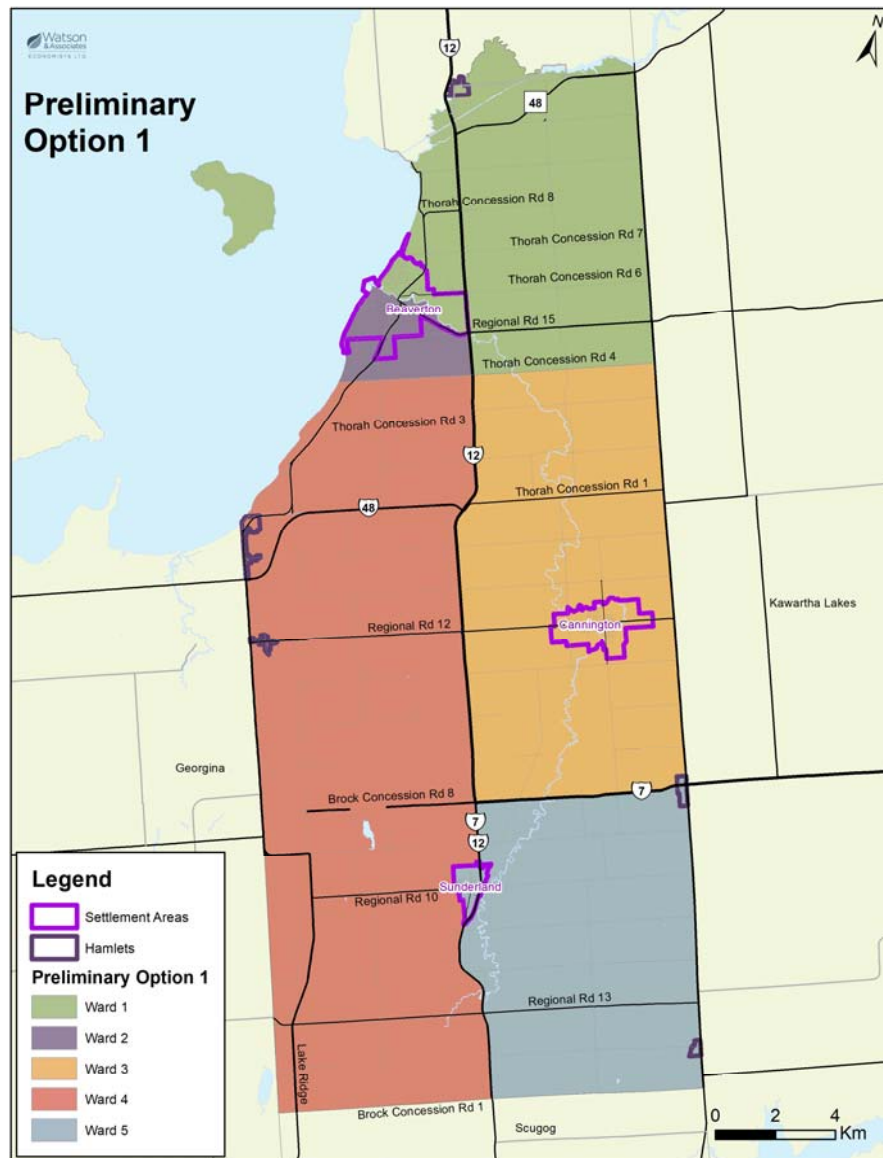 Watson
& Associates
ECONOMISTS LTD.
Preliminary
Option 1
N
12
48
Thorah Concession Rd 8
Thorah Concession Rd 7
Thorah Concession Rd 6
Beaverton
Regional Rd 15
Thorah Concession Rd 4
Thorah Concession Rd 3
12
Thorah Concession Rd 1
48
Kawartha Lakes
Cannington
Regional Rd 12
Georgina
Brock Concession Rd 8
7
7
12
Sunderland
Regional Rd 10
Regional Rd 13
Lake Ridge
Brock Concession Rd 1
Scugog
Legend
Settlement Areas
Hamlets
Preliminary Option 1
Ward 1
Ward 2
Ward 3
Ward 4
Ward 5
0 2 4
Km